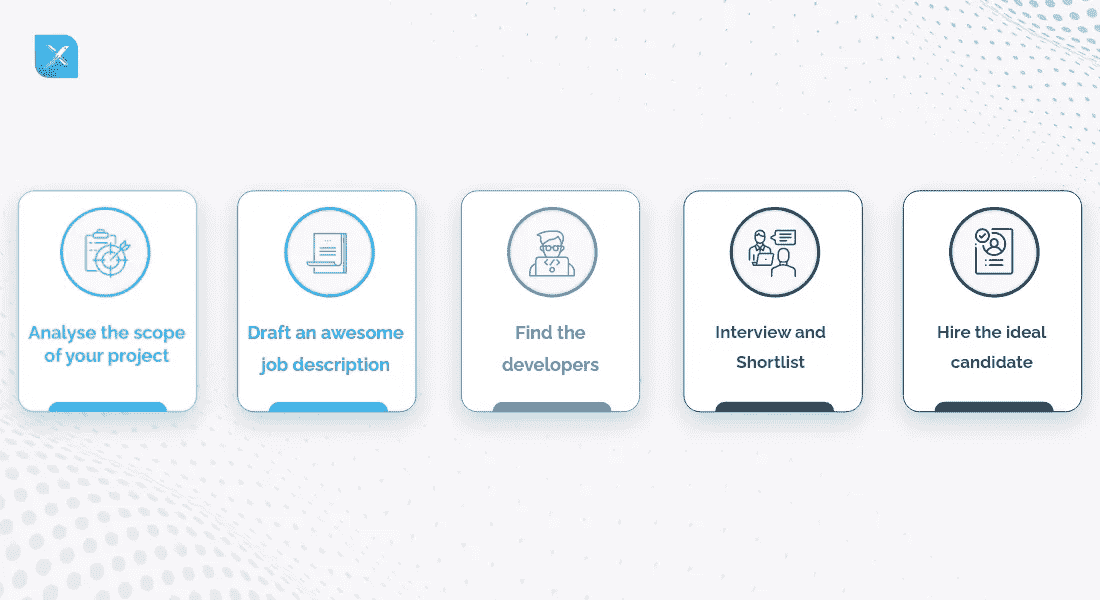 Analyse the scope
of your project
Draft an awesome
job description
Find the
developers
Interview and
Shortlist
Hire the ideal
candidate